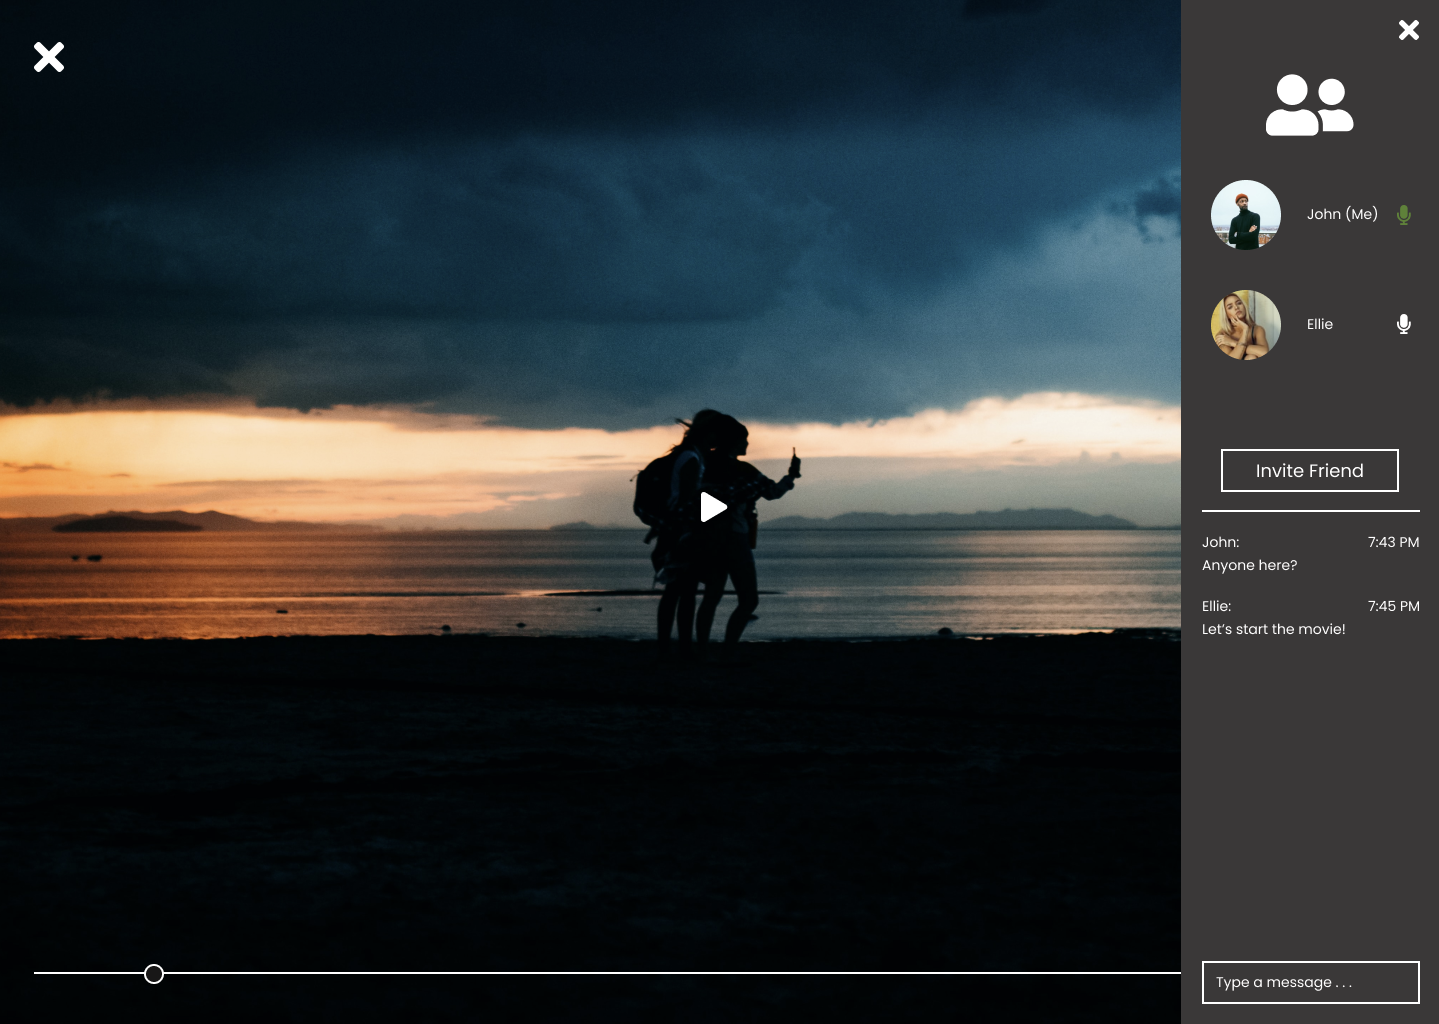 John (Me)
Ellie
Invite Friend
John: 7:43 PM
Anyone here?
Ellie: 7:45 PM
Let’s start the movie!
Type a message . . .